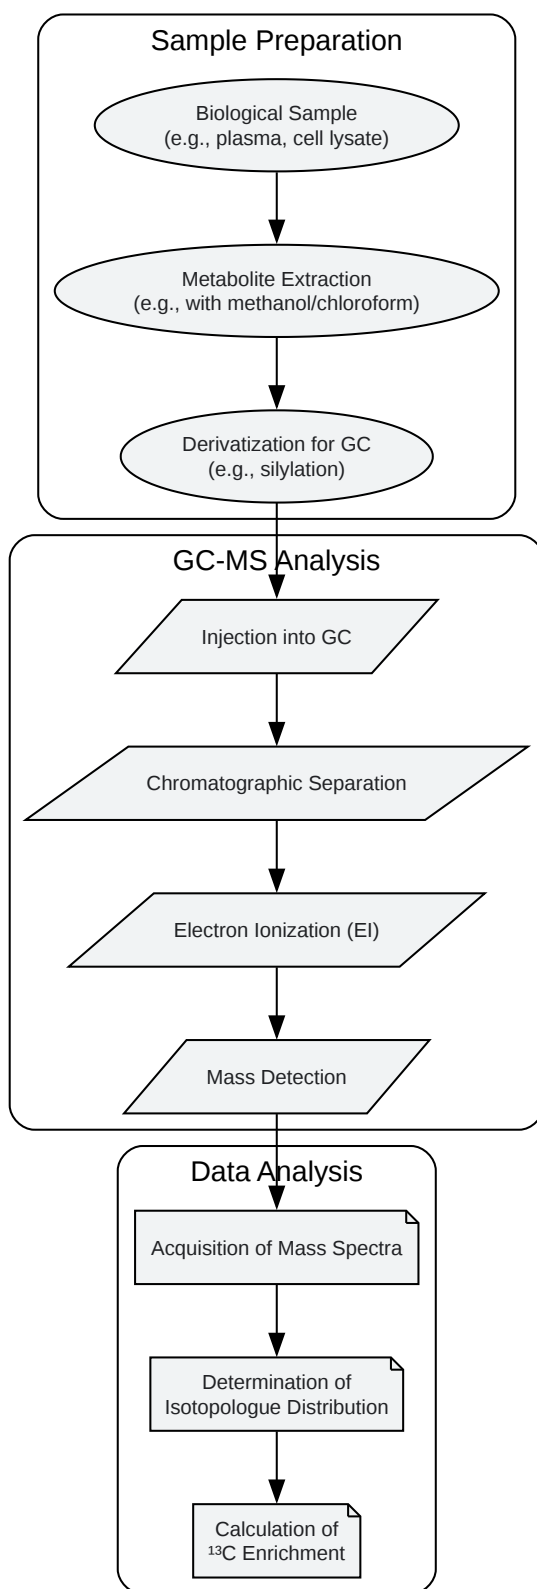 Sample Preparation
Biological Sample
(e.g., plasma, cell lysate)
Metabolite Extraction
(e.g., with methanol/chloroform)
Derivatization for GC
(e.g., silylation)
GC-MS Analysis
Injection into GC
Chromatographic Separation
Electron Ionization (EI)
Mass Detection
Data Analysis
Acquisition of Mass Spectra
Determination of
Isotopologue Distribution
Calculation of
¹³C Enrichment